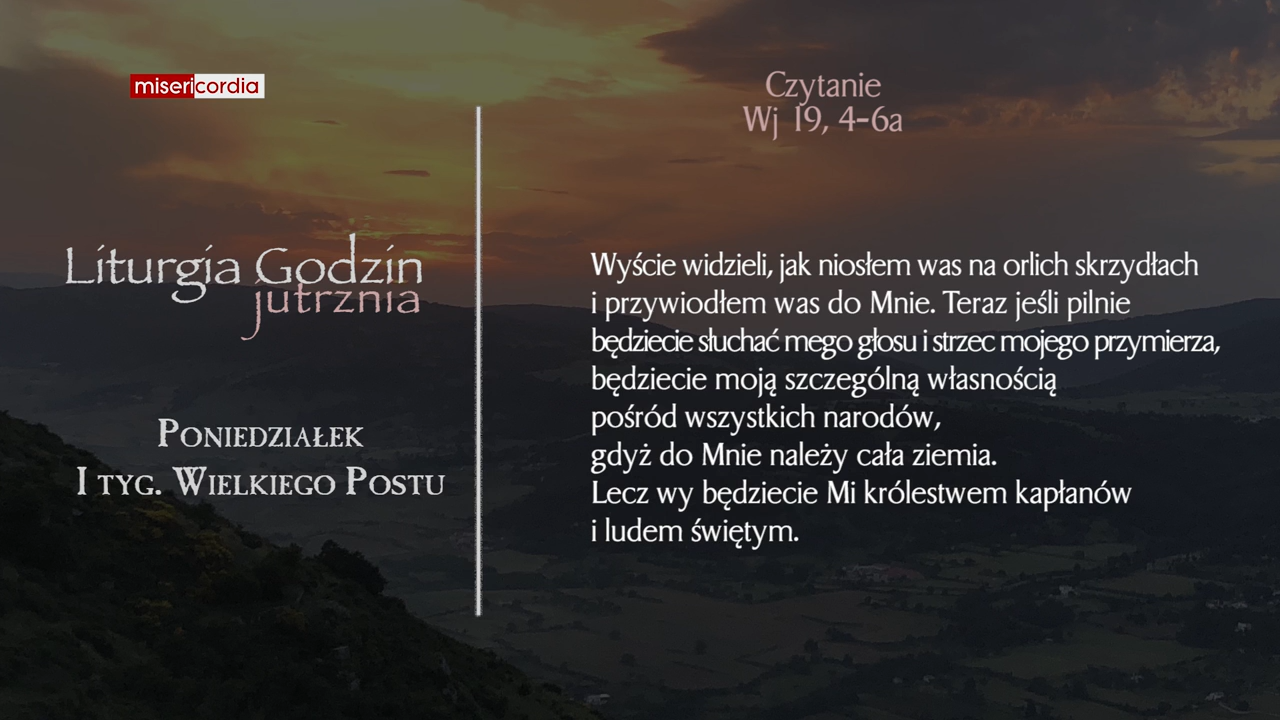 misericordia
Liturgia Godzin
jutrznia
Poniedziałek
I tyg. Wielkiego Postu
Czytanie
Wj 19, 4-6a
Wyście widzieli, jak niosłem was na orlich skrzydłach
i przywiodłem was do Mnie. Teraz jeśli pilnie
będziecie słuchać mego głosu i strzec mojego przymierza,
będziecie moją szczególną własnością
pośród wszystkich narodów,
gdyż do Mnie należy cała ziemia.
Lecz wy będziecie Mi królestwem kapłanów
i ludem świętym.